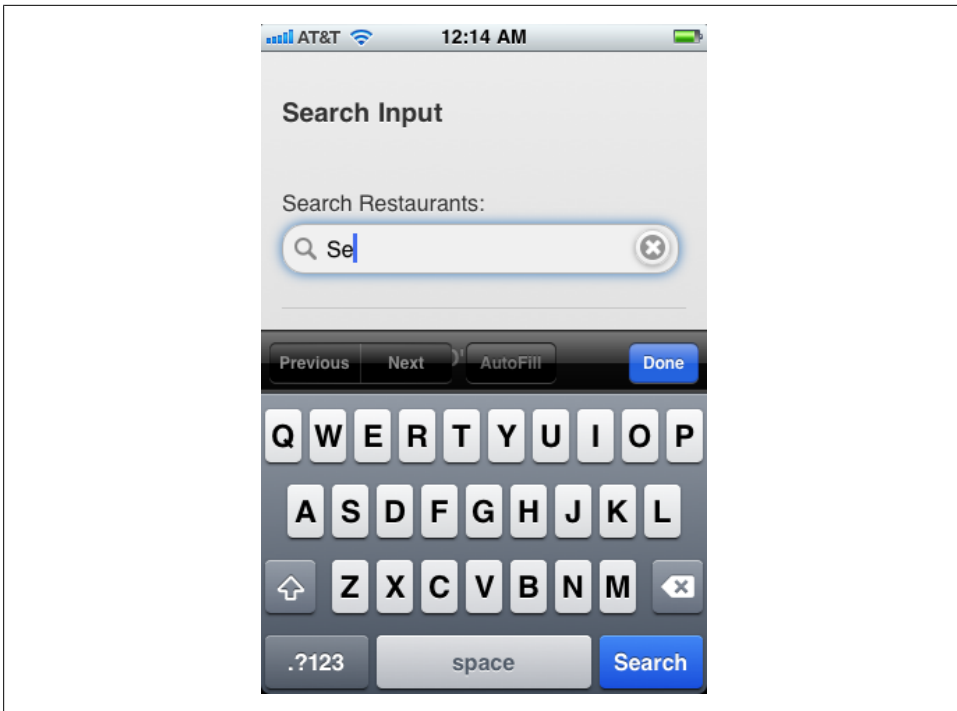 AT&T 12:14 AM
Search Input
Search Restaurants:
Se
Previous Next AutoFill Done
Q W E R T Y U I O P
A S D F G H J K L
Z X C V B N M
.?123 space Search